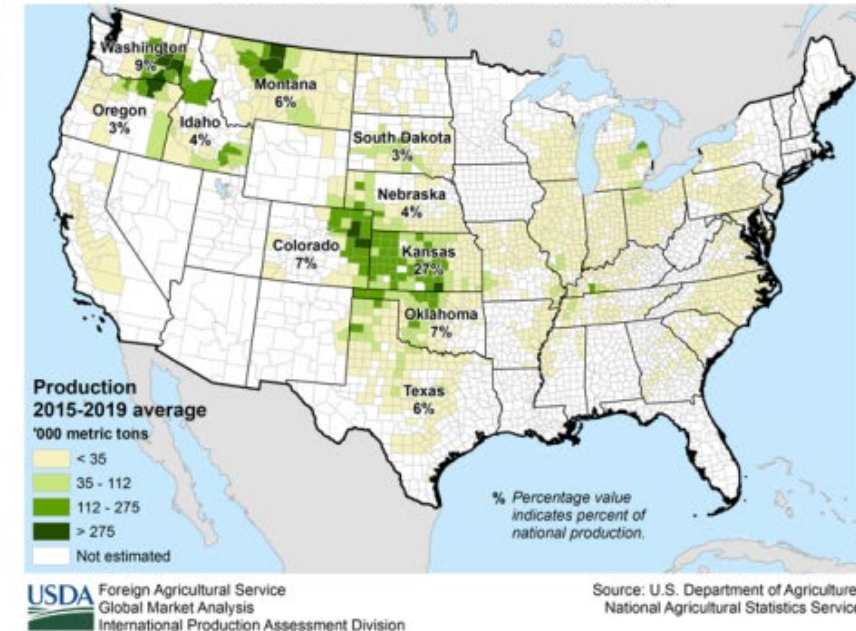 Washington
9%
Montana
6%
Oregon
3%
Idaho
4%
South Dakota
3%
Nebraska
4%
Colorado
7%
Kansas
27%
Oklahoma
7%
Texas
6%
Production
2015-2019 average
'000 metric tons
< 35
35 - 112
112 - 275
> 275
Not estimated
% Percentage value
indicates percent of
national production.
USDA
Foreign Agricultural Service
Global Market Analysis
International Production Assessment Division
Source: U.S. Department of Agriculture
National Agricultural Statistics Service